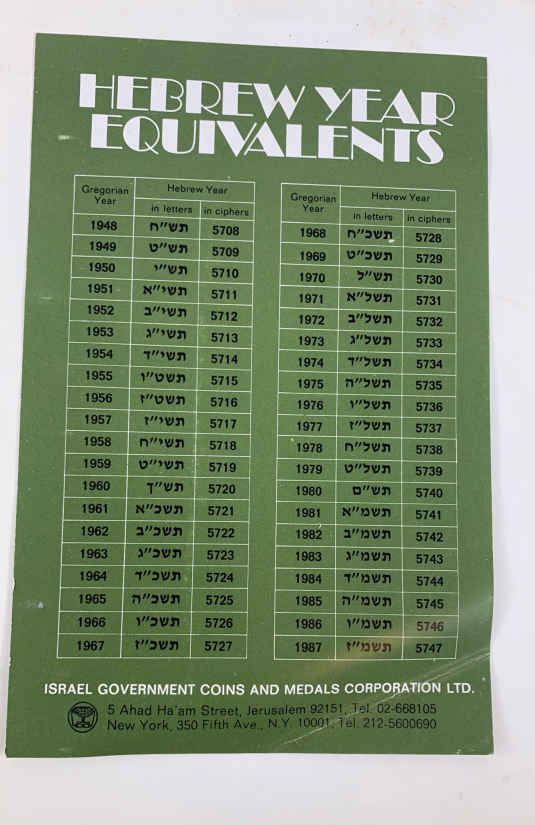 HEBREW YEAR
EQUIVALENTS
Gregorian Year | Hebrew Year
in letters | in ciphers
1948 תש״ח 5708
1949 תש״ט 5709
1950 תש״י 5710
1951 תשי״א 5711
1952 תשי״ב 5712
1953 תשי״ג 5713
1954 תשי״ד 5714
1955 תשט״ו 5715
1956 תשט״ז 5716
1957 תשי״ז 5717
1958 תשי״ח 5718
1959 תשי״ט 5719
1960 תש״ך 5720
1961 תשכ״א 5721
1962 תשכ״ב 5722
1963 תשכ״ג 5723
1964 תשכ״ד 5724
1965 תשכ״ה 5725
1966 תשכ״ו 5726
1967 תשכ״ז 5727
Gregorian Year | Hebrew Year
in letters | in ciphers
1968 תשכ״ח 5728
1969 תשכ״ט 5729
1970 תש״ל 5730
1971 תשל״א 5731
1972 תשל״ב 5732
1973 תשל״ג 5733
1974 תשל״ד 5734
1975 תשל״ה 5735
1976 תשל״ו 5736
1977 תשל״ז 5737
1978 תשל״ח 5738
1979 תשל״ט 5739
1980 תש״ם 5740
1981 תשמ״א 5741
1982 תשמ״ב 5742
1983 תשמ״ג 5743
1984 תשמ״ד 5744
1985 תשמ״ה 5745
1986 תשמ״ו 5746
1987 תשמ״ז 5747
ISRAEL GOVERNMENT COINS AND MEDALS CORPORATION LTD.
5 Ahad Ha'am Street, Jerusalem 92151, Tel. 02-668105
New York, 350 Fifth Ave., N.Y. 10001, Tel. 212-5600690